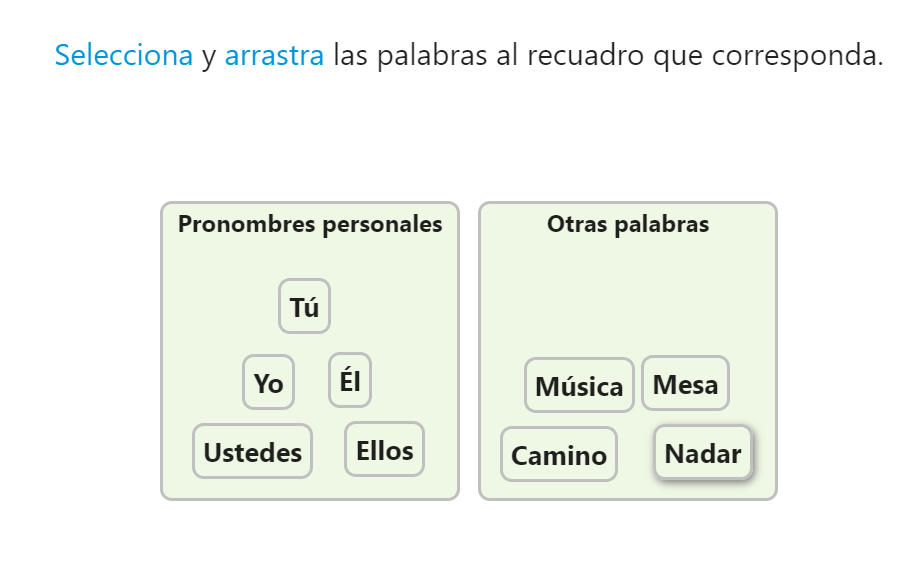 Selecciona y arrastra las palabras al recuadro que corresponda.
Pronombres personales
Tú
Yo
Él
Ustedes
Ellos
Otras palabras
Música
Mesa
Camino
Nadar